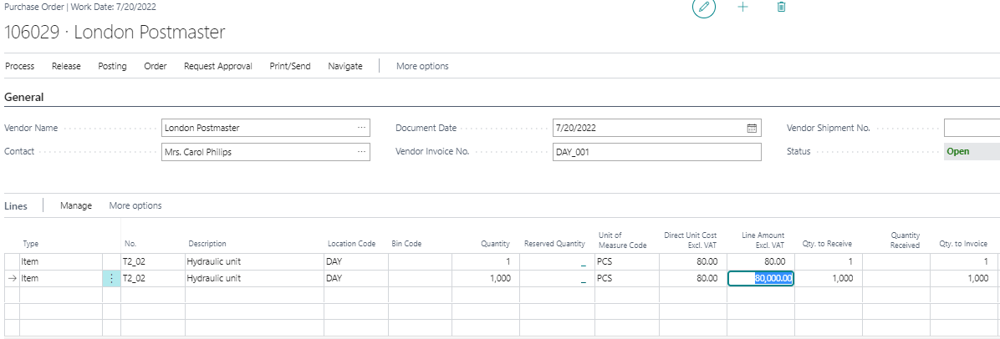 Purchase Order | Work Date: 7/20/2022
106029 · London Postmaster
Process Release Posting Order Request Approval Print/Send Navigate More options
General
Vendor Name London Postmaster Document Date 7/20/2022 Vendor Shipment No.
Contact Mrs. Carol Philips Vendor Invoice No. DAY_001 Status Open
Lines Manage More options
Type No. Description Location Code Bin Code Quantity Reserved Quantity Unit of Measure Code Direct Unit Cost Excl. VAT Line Amount Excl. VAT Qty. to Receive Quantity Received Qty. to Invoice
Item T2_02 Hydraulic unit DAY 1 _ PCS 80.00 80.00 1 1
Item T2_02 Hydraulic unit DAY 1,000 _ PCS 80.00 80,000.00 1,000 1,000